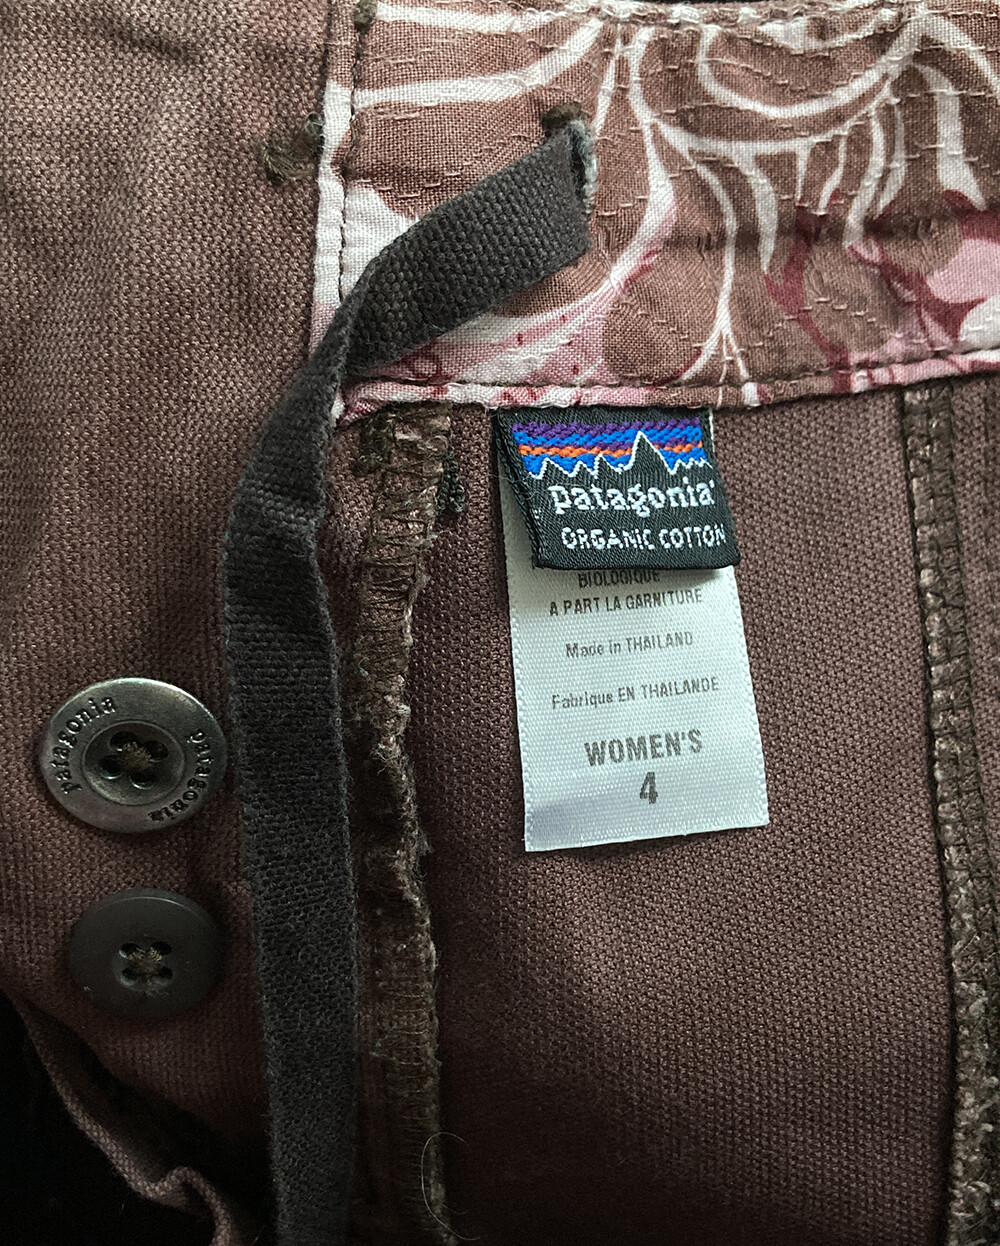 patagonia®
ORGANIC COTTON
BIOLOGIQUE
A PART LA GARNITURE
Made in THAILAND
Fabrique EN THAILANDE
WOMEN'S
4
patagonia
patagonia